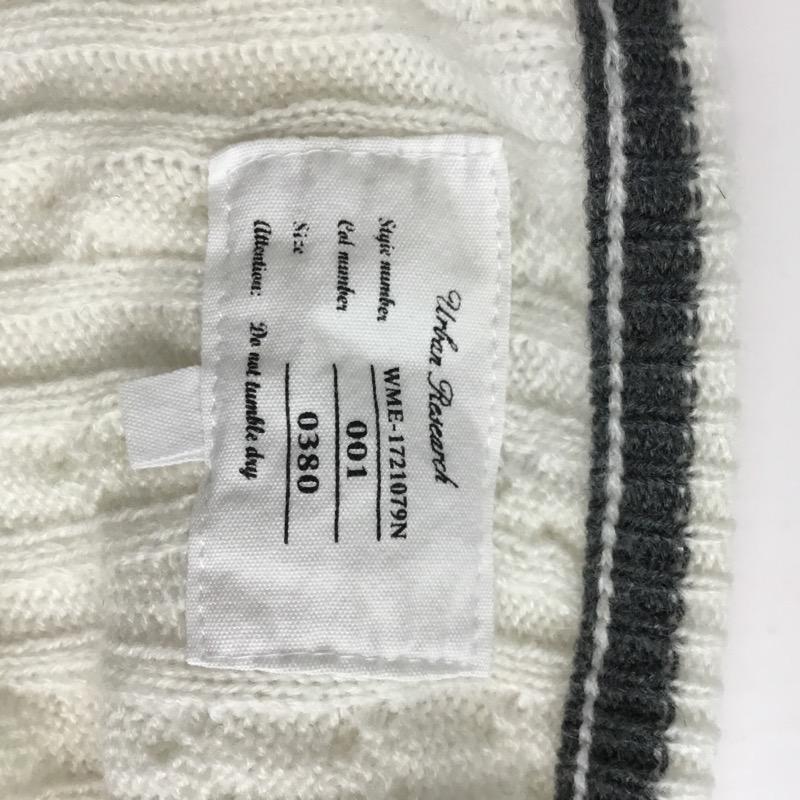 Urban Research
Style number WME-1721079N
Col number 001
Size 0380
Attention: Do not tumble dry